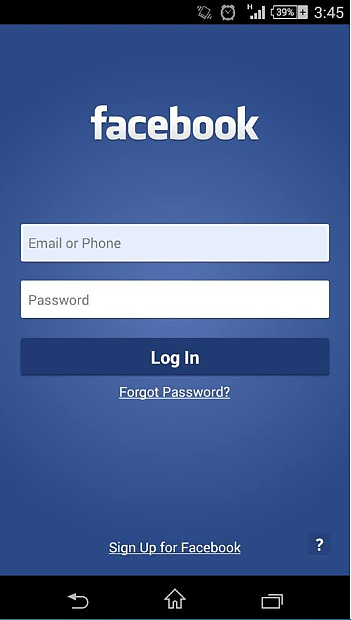 H 39% 3:45
facebook
Email or Phone
Password
Log In
Forgot Password?
Sign Up for Facebook
?